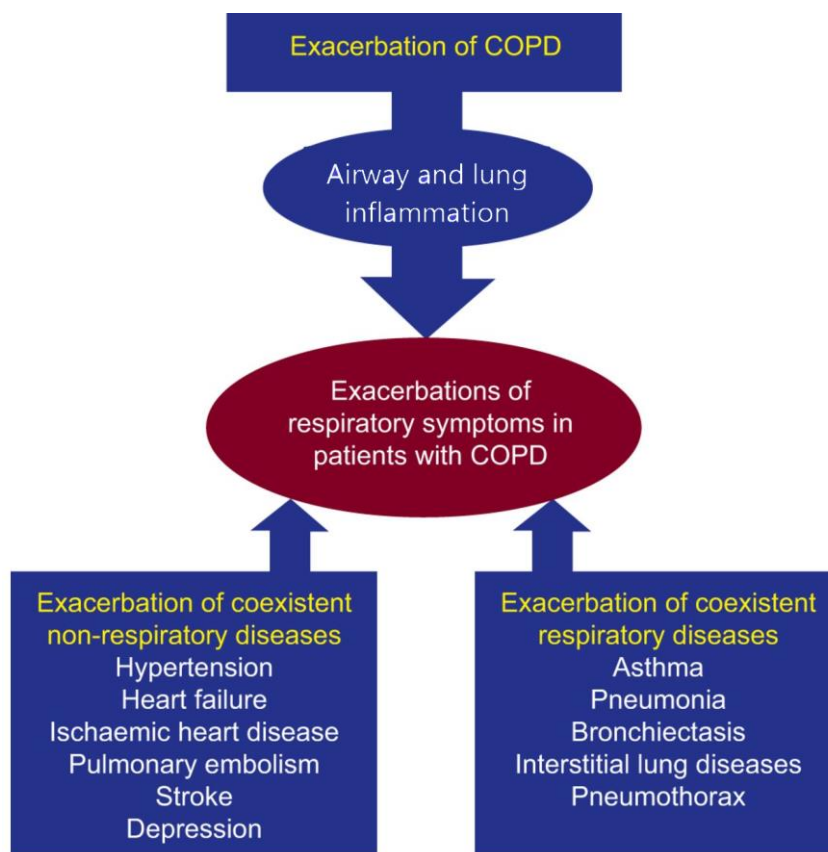 Exacerbation of COPD
Airway and lung
inflammation
Exacerbations of
respiratory symptoms in
patients with COPD
Exacerbation of coexistent
non-respiratory diseases
Hypertension
Heart failure
Ischaemic heart disease
Pulmonary embolism
Stroke
Depression
Exacerbation of coexistent
respiratory diseases
Asthma
Pneumonia
Bronchiectasis
Interstitial lung diseases
Pneumothorax